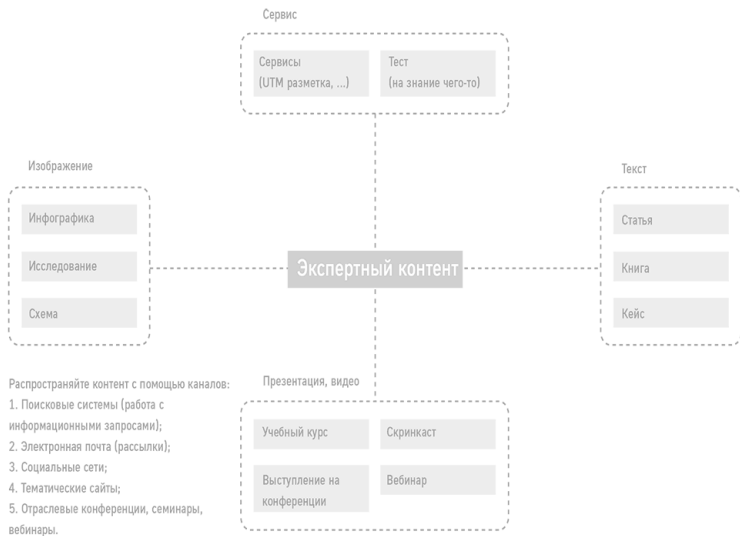 Сервис
Сервисы
(UTM разметка, ...)
Тест
(на знание чего-то)
Изображение
Инфографика
Исследование
Схема
Экспертный контент
Текст
Статья
Книга
Кейс
Презентация, видео
Учебный курс
Скринкаст
Выступление на
конференции
Вебинар
Распространяйте контент с помощью каналов:
1. Поисковые системы (работа с
информационными запросами);
2. Электронная почта (рассылки);
3. Социальные сети;
4. Тематические сайты;
5. Отраслевые конференции, семинары,
вебинары.